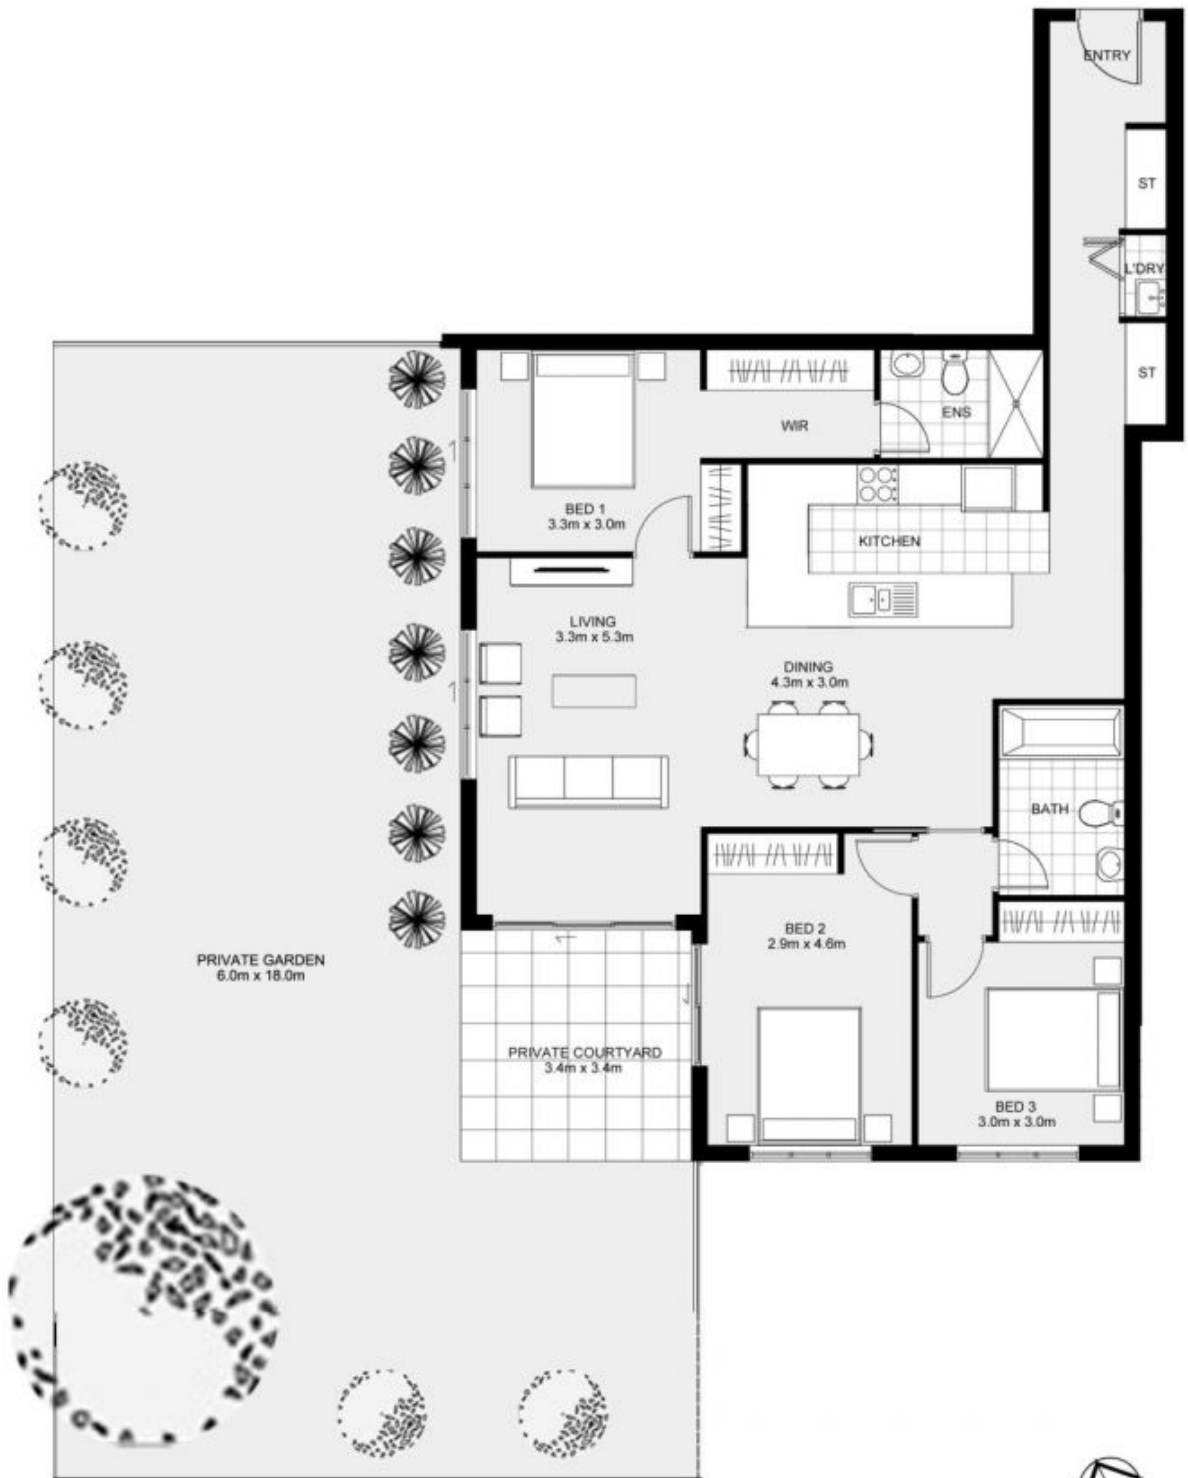 ENTRY
ST
L'DRY
ST
WIR
ENS
BED 1
3.3m x 3.0m
KITCHEN
LIVING
3.3m x 5.3m
DINING
4.3m x 3.0m
BATH
BED 2
2.9m x 4.6m
PRIVATE GARDEN
6.0m x 18.0m
PRIVATE COURTYARD
3.4m x 3.4m
BED 3
3.0m x 3.0m